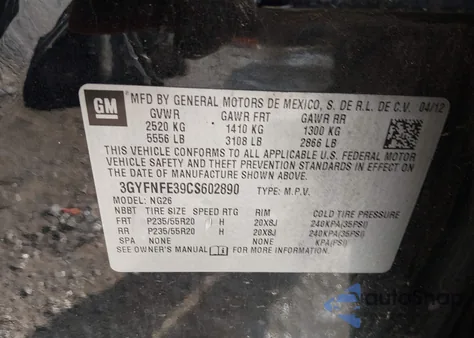 GM MFD BY GENERAL MOTORS DE MEXICO, S. DE R.L. DE C.V. 04/12
GVWR GAWR FRT GAWR RR
2520 KG 1410 KG 1300 KG
5556 LB 3108 LB 2866 LB
THIS VEHICLE CONFORMS TO ALL APPLICABLE U.S. FEDERAL MOTOR
VEHICLE SAFETY AND THEFT PREVENTION STANDARDS IN EFFECT ON
THE DATE OF MANUFACTURE SHOWN ABOVE.
3GYFNFE39CS602890 TYPE: M.P.V.
MODEL: NG26
NBBT TIRE SIZE SPEED RTG RIM COLD TIRE PRESSURE
FRT P235/55R20 H 20X8J 240KPA(35PSI)
RR P235/55R20 H 20X8J 240KPA(35PSI)
SPA NONE NONE KPA(PSI)
SEE OWNER'S MANUAL FOR MORE INFORMATION
autoSnap